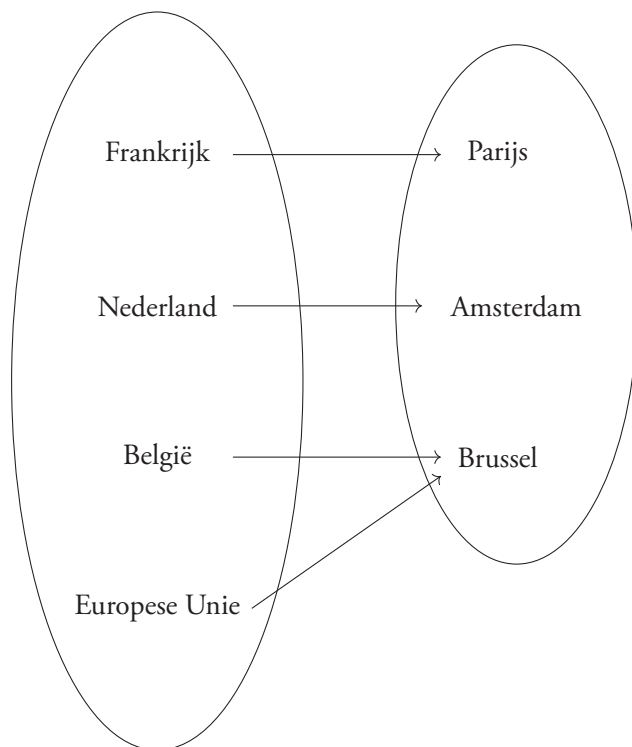 Frankrijk Parijs
Nederland Amsterdam
België Brussel
Europese Unie